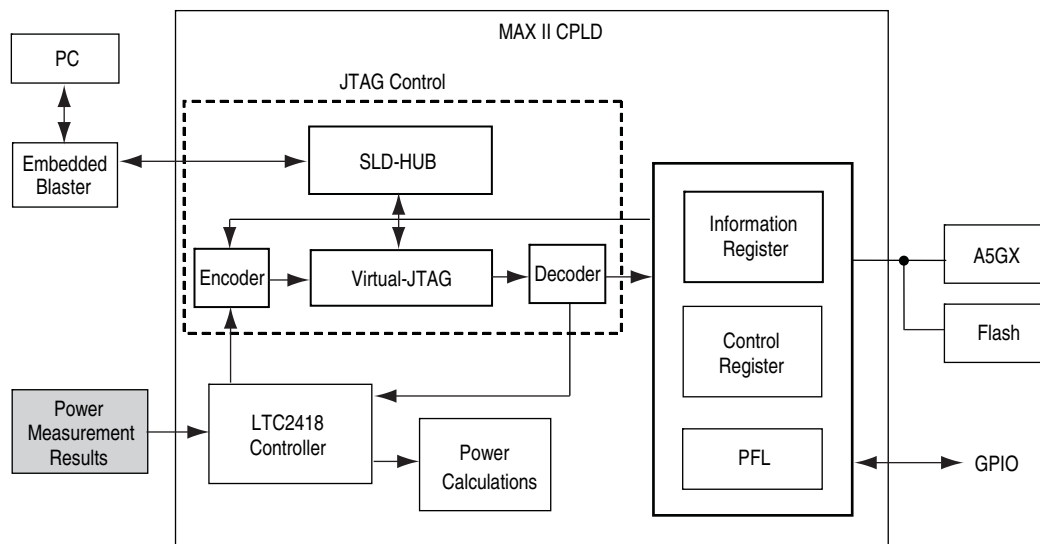 MAX II CPLD
PC
JTAG Control
SLD-HUB
Embedded
Blaster
Information
Register
Encoder
Virtual-JTAG
Decoder
A5GX
Control
Register
Flash
Power
Measurement
Results
LTC2418
Controller
Power
Calculations
PFL
GPIO